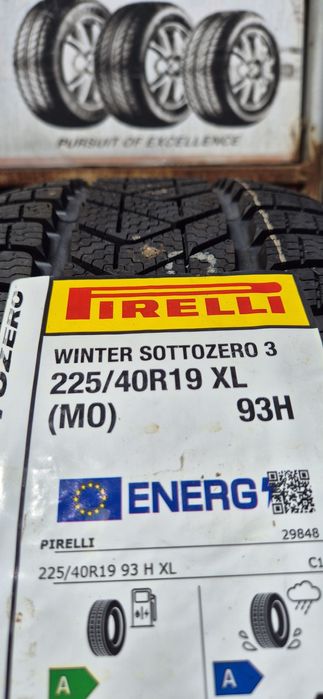 PURSUIT OF EXCELLENCE
OZERO
PIRELLI
WINTER SOTTOZERO 3
225/40R19 XL
(MO) 93H
ENERG
PIRELLI 29848
225/40R19 93 H XL C1
A A